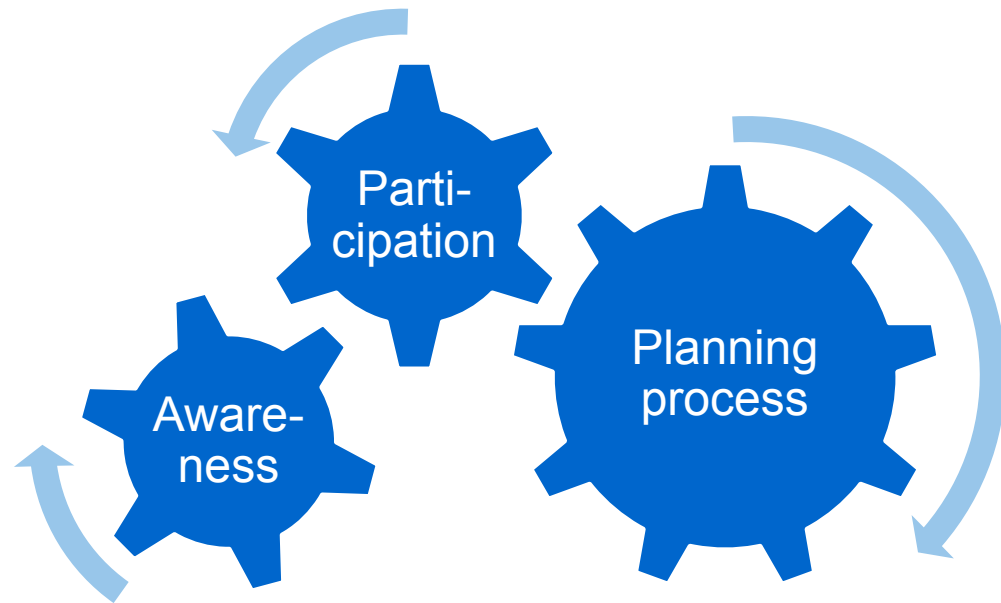 Parti-
cipation
Planning
process
Aware-
ness